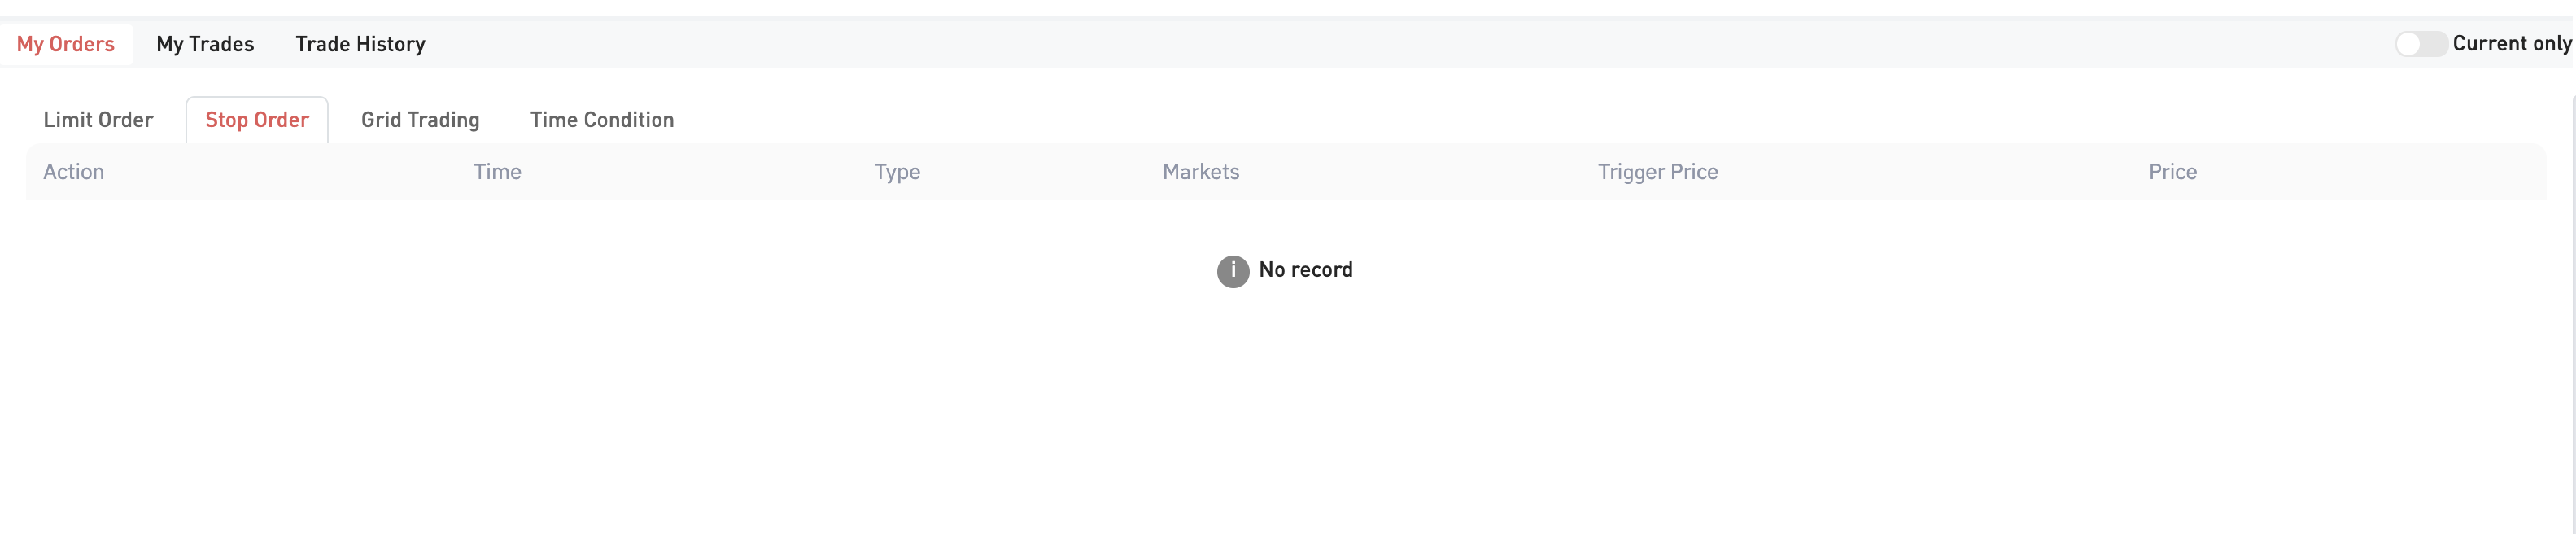 My Orders My Trades Trade History Current only
Limit Order Stop Order Grid Trading Time Condition
Action Time Type Markets Trigger Price Price
i No record